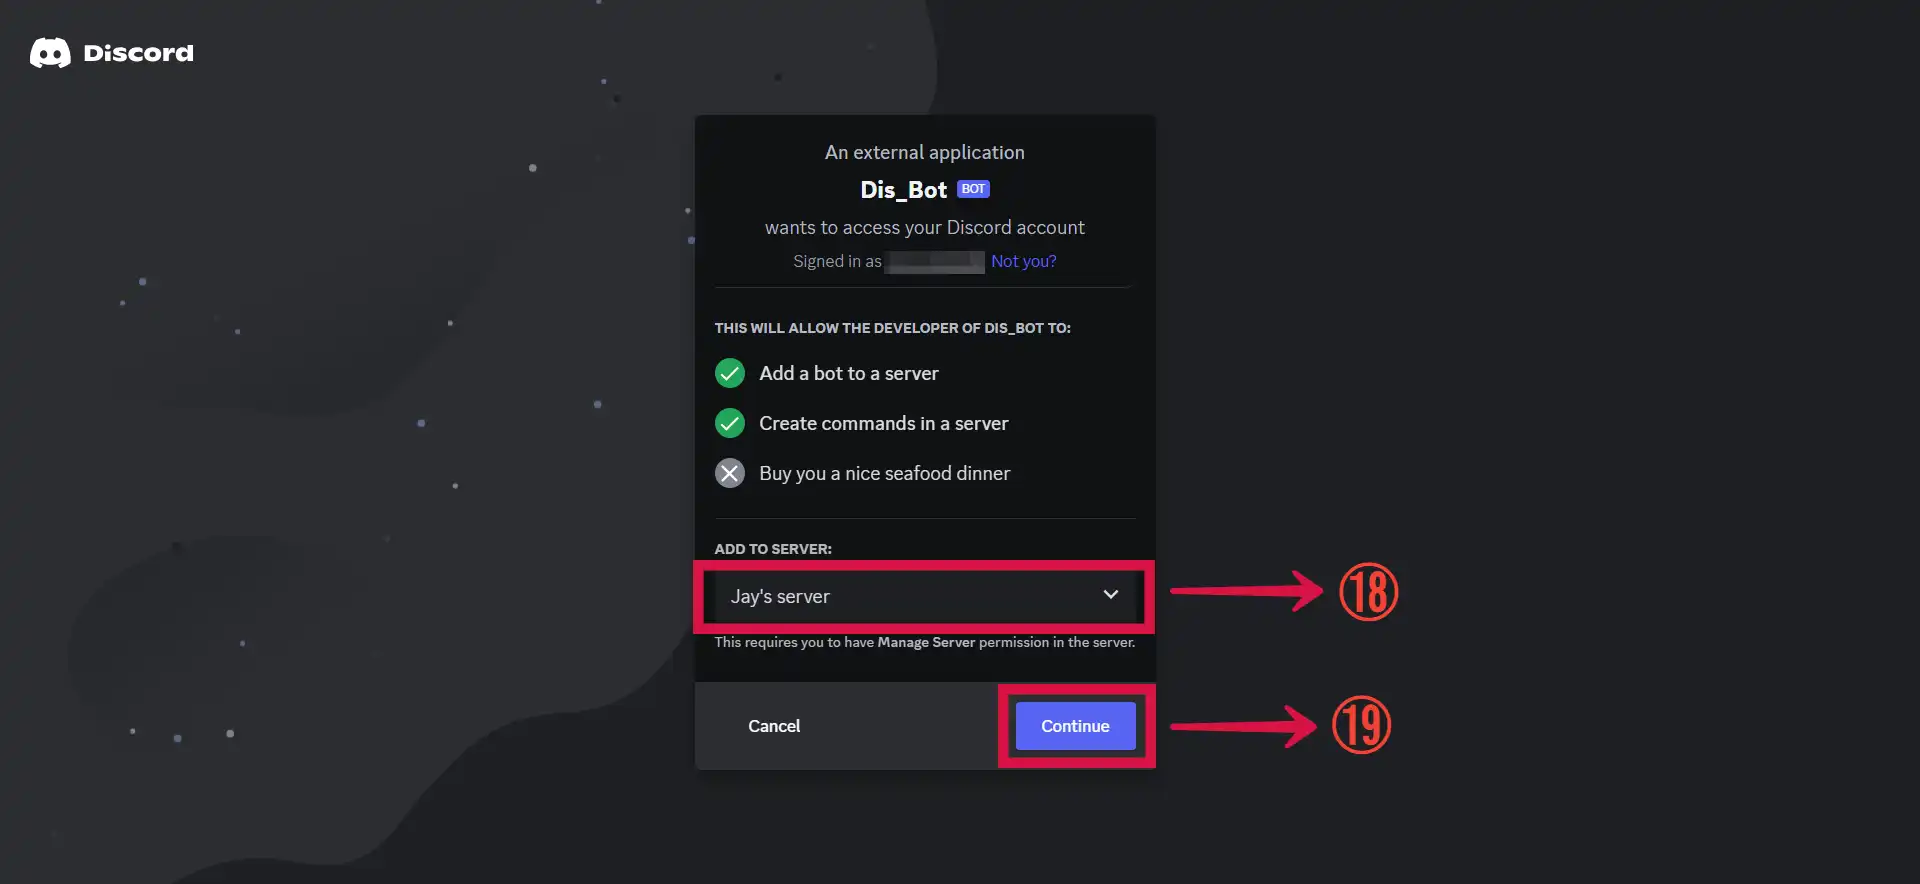 Discord
An external application
Dis_Bot BOT
wants to access your Discord account
Signed in as Not you?
THIS WILL ALLOW THE DEVELOPER OF DIS_BOT TO:
Add a bot to a server
Create commands in a server
Buy you a nice seafood dinner
ADD TO SERVER:
Jay's server
⑱
This requires you to have Manage Server permission in the server.
Cancel
Continue
⑲